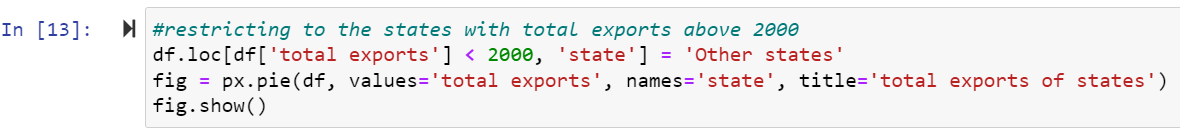 In [13]: #restricting to the states with total exports above 2000
df.loc[df['total exports'] < 2000, 'state'] = 'Other states'
fig = px.pie(df, values='total exports', names='state', title='total exports of states')
fig.show()